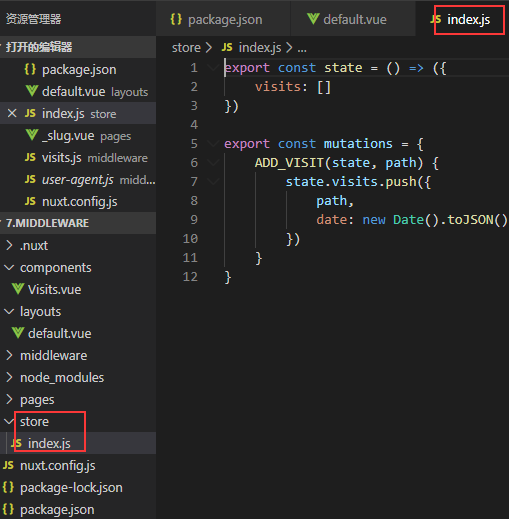 资源管理器
打开的编辑器
package.json
default.vue layouts
index.js store
_slug.vue pages
visits.js middleware
user-agent.js midd...
nuxt.config.js
7.MIDDLEWARE
.nuxt
components
Visits.vue
layouts
default.vue
middleware
node_modules
pages
store
JS index.js
JS nuxt.config.js
{} package-lock.json
{} package.json
{} package.json
default.vue
JS index.js
store > JS index.js > ...
1 export const state = () => ({
2 visits: []
3 })
4
5 export const mutations = {
6 ADD_VISIT(state, path) {
7 state.visits.push({
8 path,
9 date: new Date().toJSON()
10 })
11 }
12 }